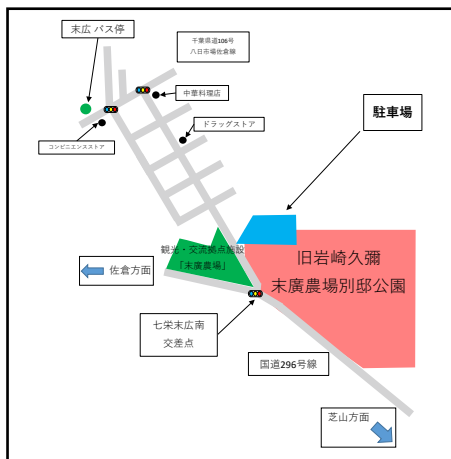 末広 バス停
千葉県道106号
八日市場佐倉線
中華料理店
ドラッグストア
コンビニエンスストア
駐車場
観光・交流拠点施設
「末廣農場」
旧岩崎久彌
末廣農場別邸公園
佐倉方面
七栄末広南
交差点
国道296号線
芝山方面